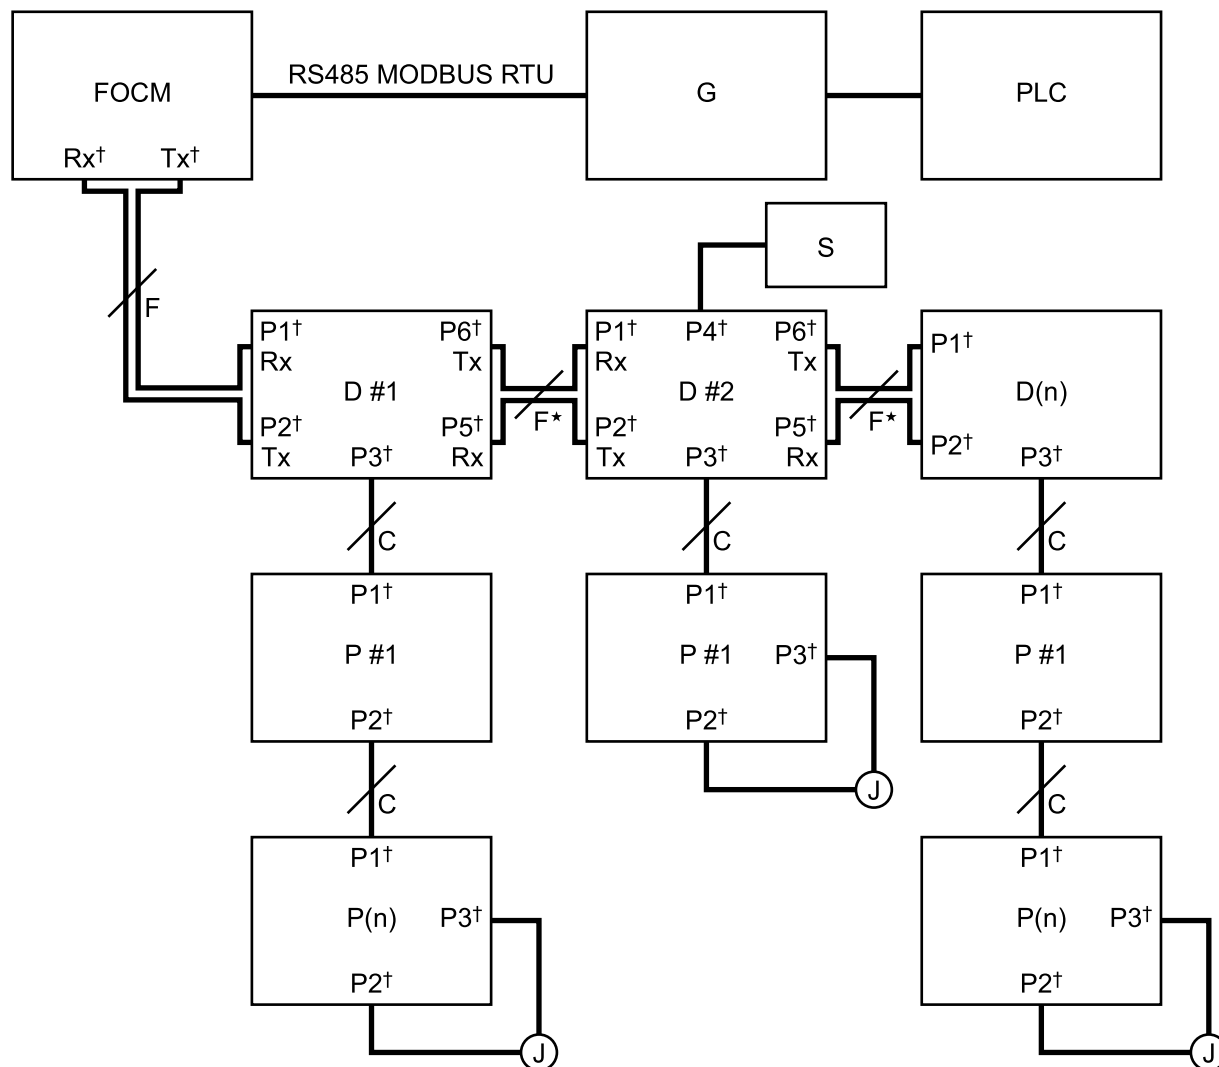 FOCM
RS485 MODBUS RTU
G
PLC
Rx† Tx†
S
F
P1† P6†
Rx Tx
D #1
P2† P5†
Tx P3† Rx
F★
P1† P4† P6†
Rx Tx
D #2
P2† P5†
Tx P3† Rx
F★
P1†
D(n)
P2†
P3†
C
C
C
P1†
P #1
P2†
P1†
P #1 P3†
P2†
J
P1†
P #1
P2†
C
C
P1†
P(n) P3†
P2†
J
P1†
P(n) P3†
P2†
J